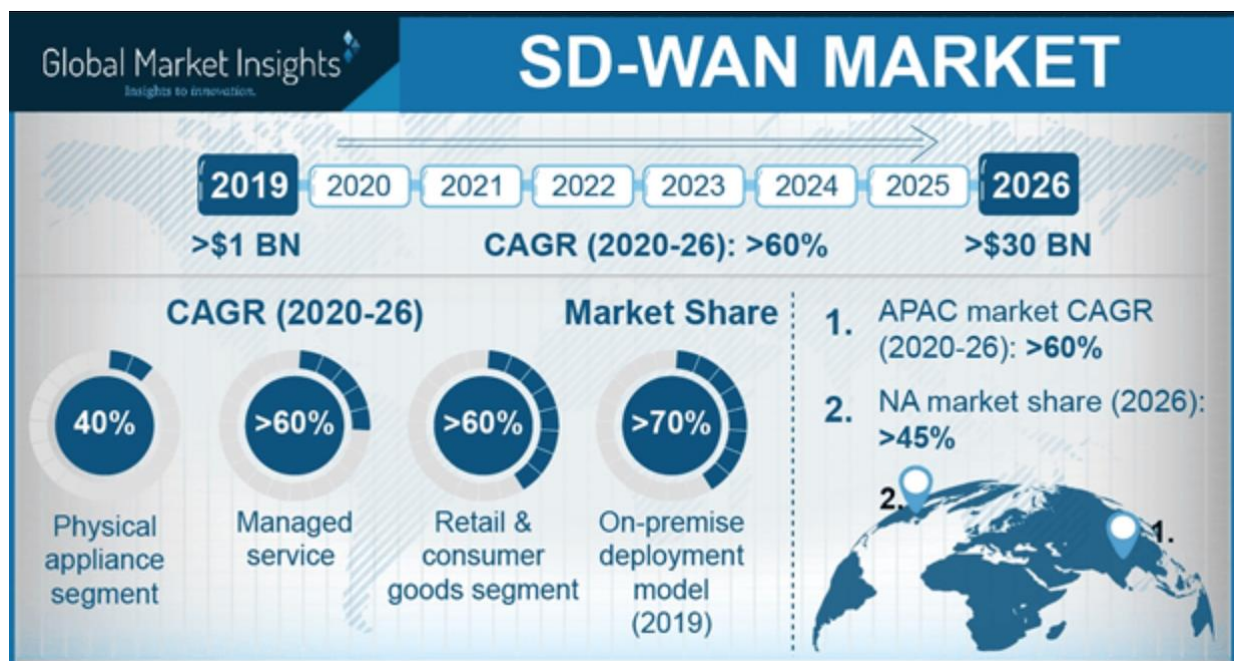 Global Market Insights
Insights to innovation.
SD-WAN MARKET
2019
2020
2021
2022
2023
2024
2025
2026
>$1 BN
CAGR (2020-26): >60%
>$30 BN
CAGR (2020-26)
Market Share
40%
>60%
>60%
>70%
Physical
appliance
segment
Managed
service
Retail &
consumer
goods segment
On-premise
deployment
model
(2019)
1. APAC market CAGR
(2020-26): >60%
2. NA market share (2026):
>45%
2.
1.